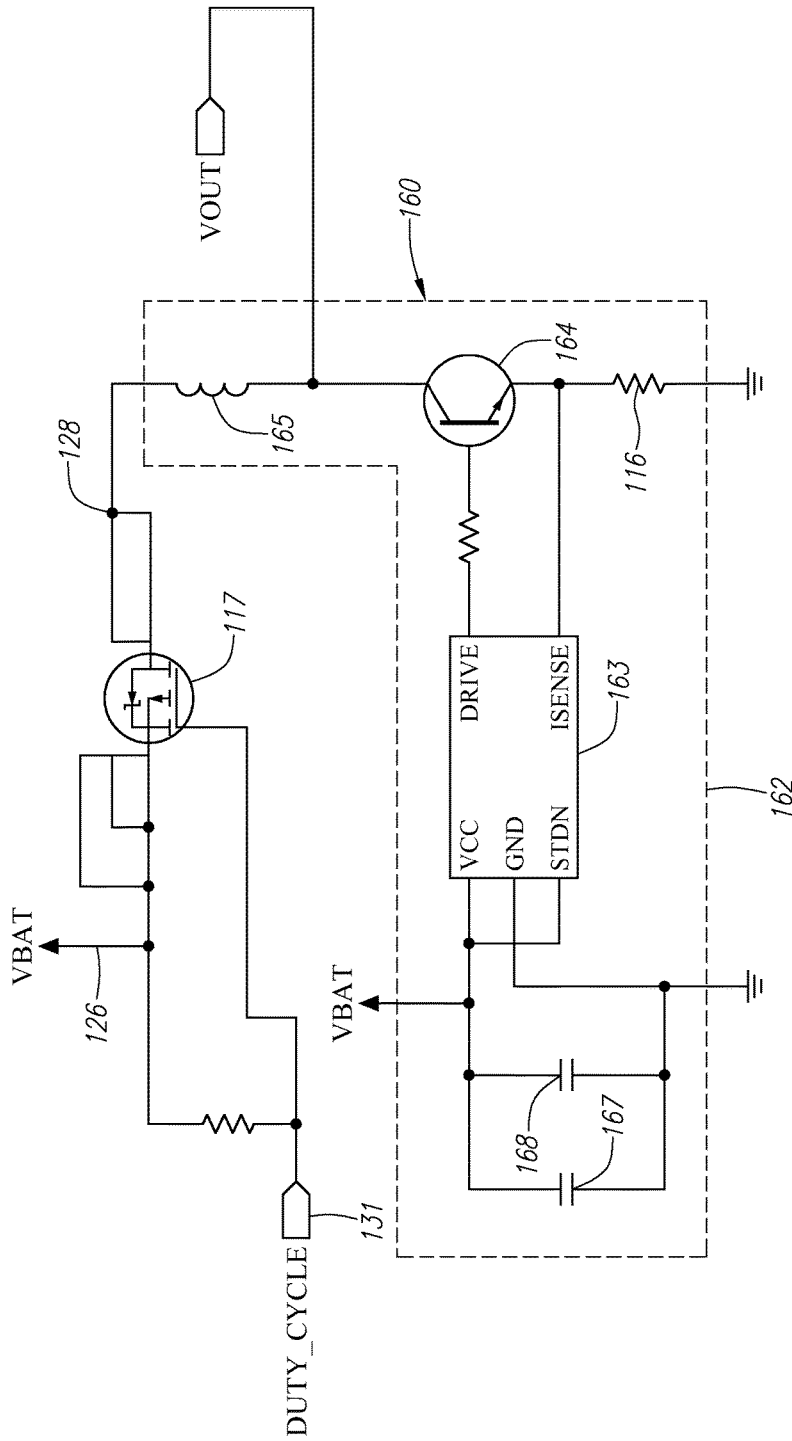 VBAT
126
117
128
VOUT
DUTY_CYCLE
131
165
160
VBAT
168
167
VCC
GND
STDN
DRIVE
ISENSE
163
164
116
162